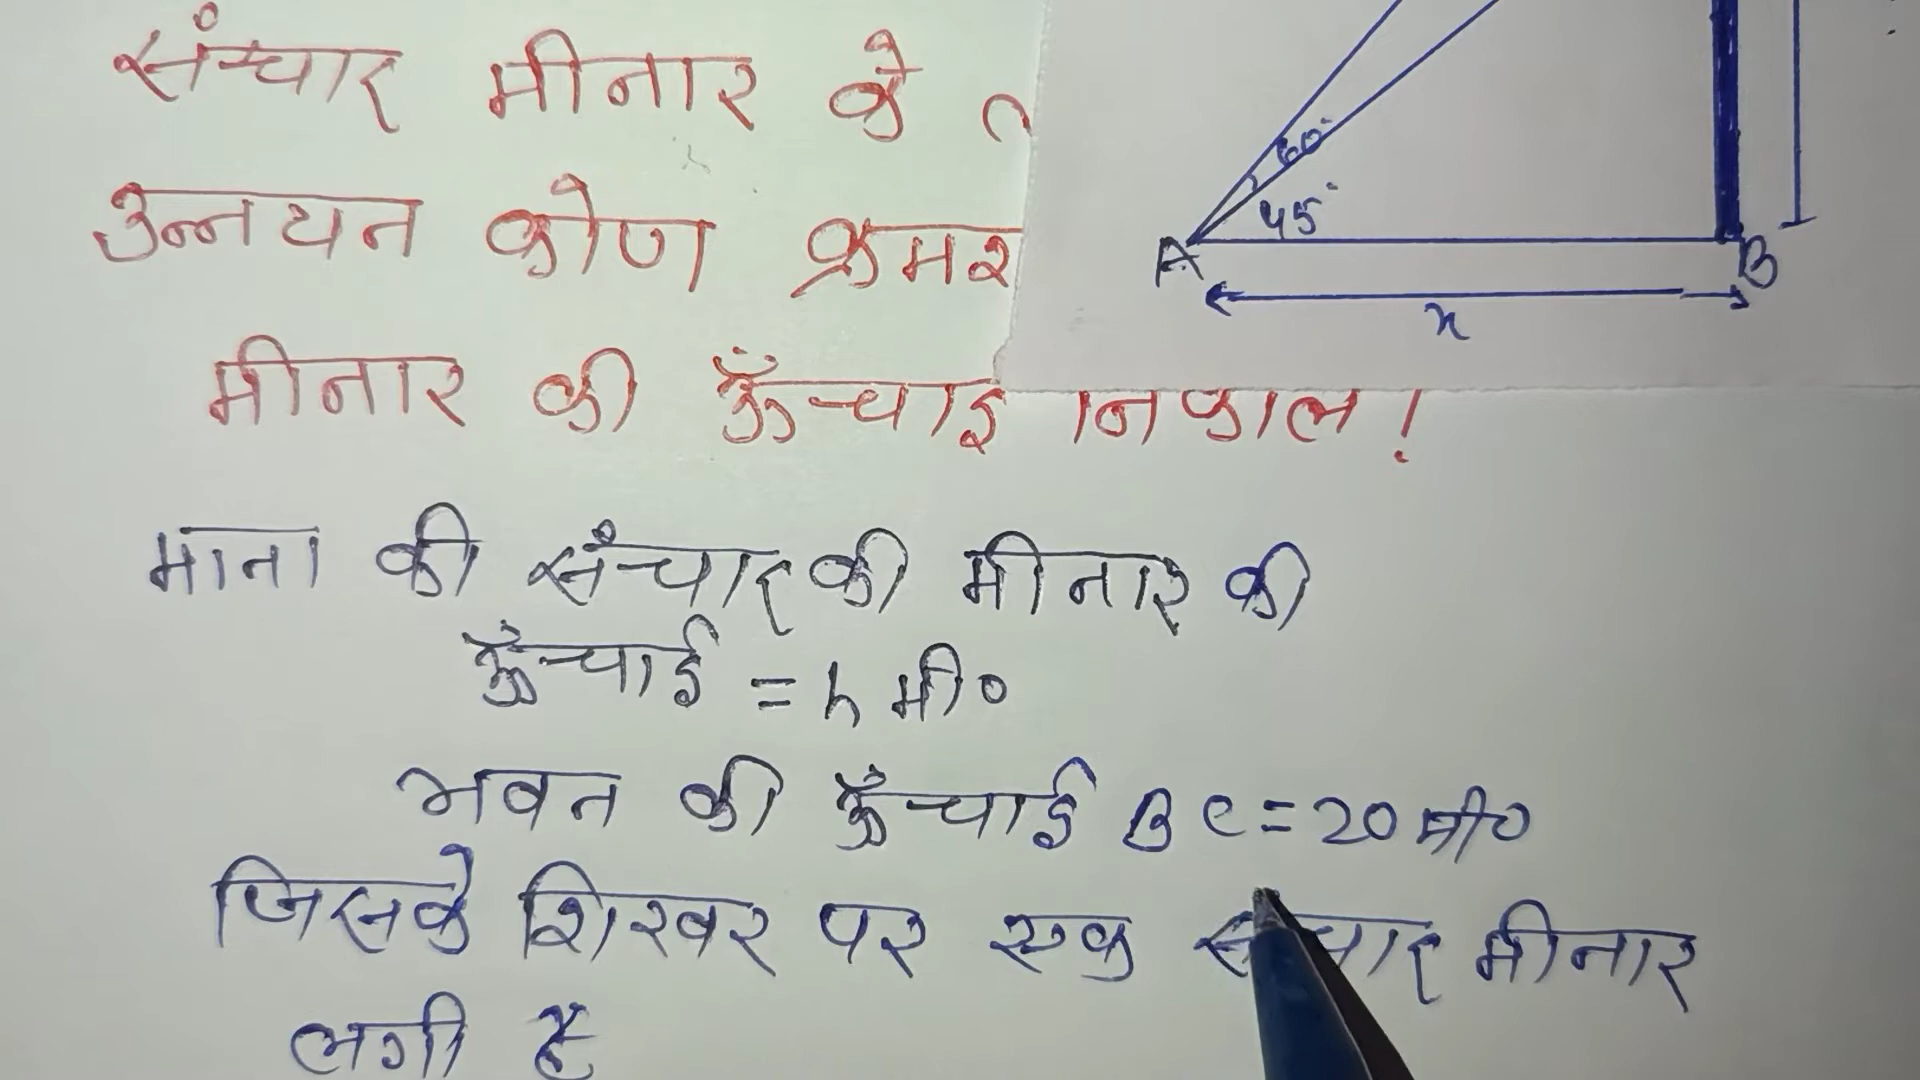 संचार मीनार के
उन्नयन कोण क्रमश
मीनार की ऊँचाई निकाले !
60°
45°
A
B
x
माना की संचार की मीनार की
ऊँचाई = h मी०
भवन की ऊँचाई BC = 20 मी०
जिसके शिखर पर एक संचार मीनार
लगी है